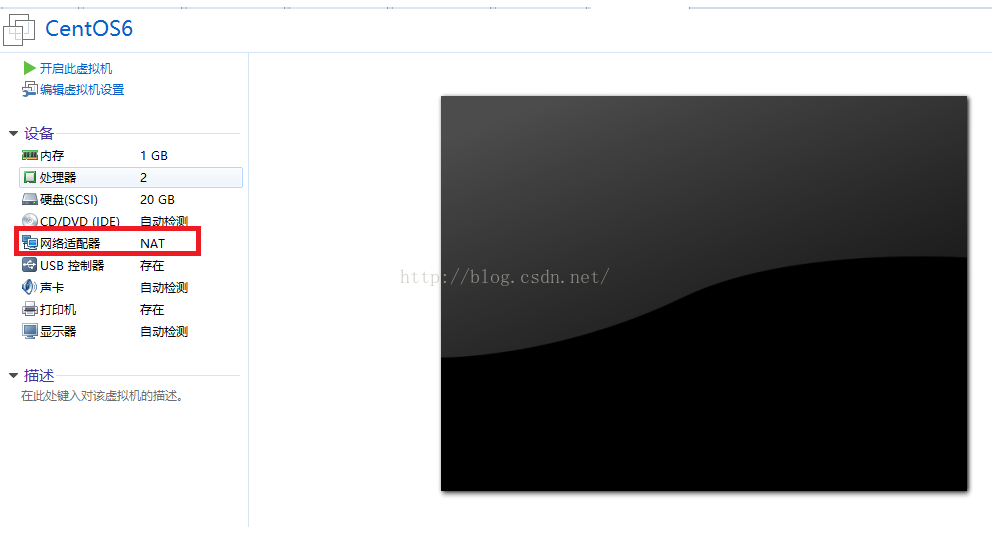 CentOS6
开启此虚拟机
编辑虚拟机设置
设备
内存 1 GB
处理器 2
硬盘(SCSI) 20 GB
CD/DVD (IDE) 自动检测
网络适配器 NAT
USB 控制器 存在
声卡 自动检测
打印机 存在
显示器 自动检测
描述
在此处键入对该虚拟机的描述。
http://blog.csdn.net/